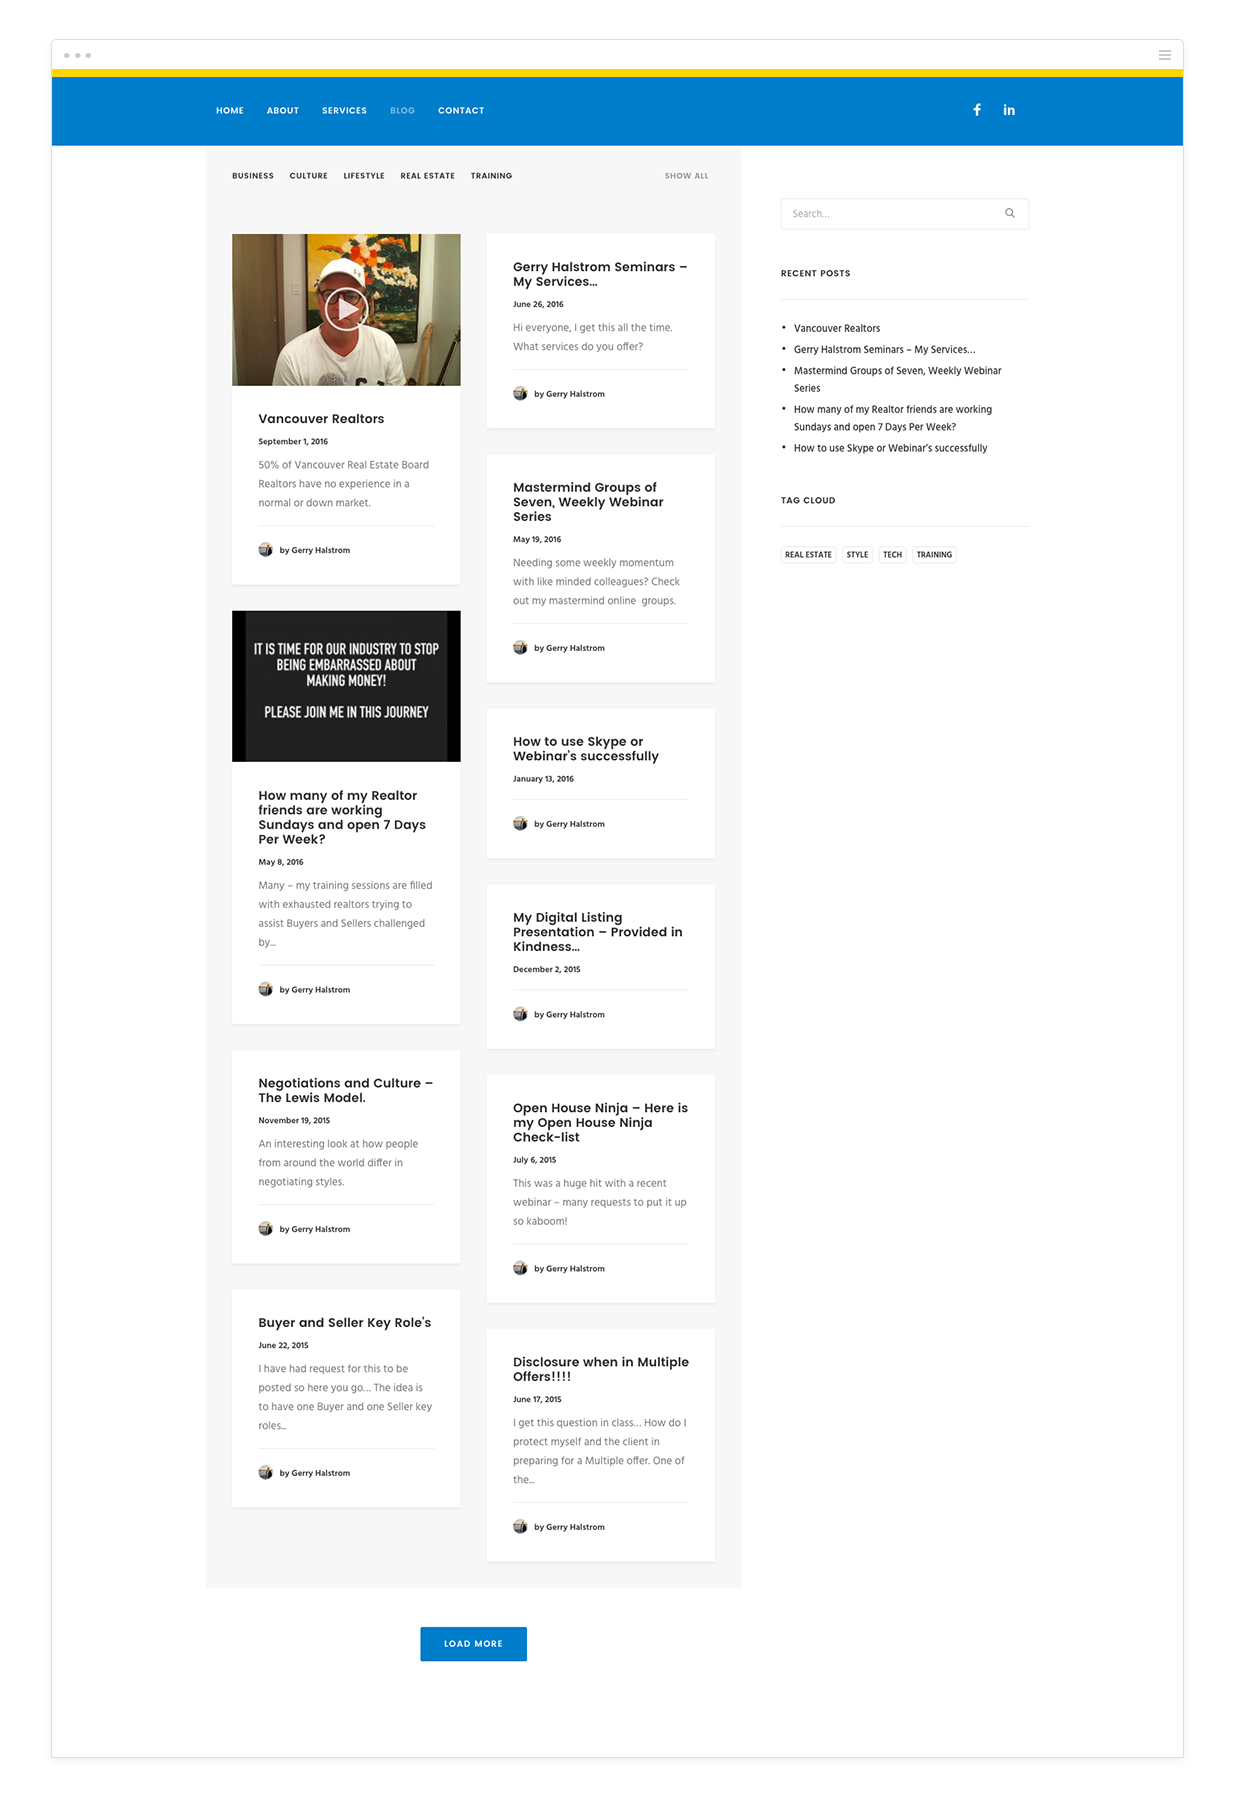 HOME ABOUT SERVICES BLOG CONTACT
BUSINESS CULTURE LIFESTYLE REAL ESTATE TRAINING SHOW ALL
Vancouver Realtors
September 1, 2016
50% of Vancouver Real Estate Board
Realtors have no experience in a
normal or down market.
by Gerry Halstrom
IT IS TIME FOR OUR INDUSTRY TO STOP
BEING EMBARRASSED ABOUT
MAKING MONEY!
PLEASE JOIN ME IN THIS JOURNEY
How many of my Realtor
friends are working
Sundays and open 7 Days
Per Week?
May 8, 2016
Many – my training sessions are filled
with exhausted realtors trying to
assist Buyers and Sellers challenged
by...
by Gerry Halstrom
Negotiations and Culture –
The Lewis Model.
November 19, 2015
An interesting look at how people
from around the world differ in
negotiating styles.
by Gerry Halstrom
Buyer and Seller Key Role's
June 22, 2015
I have had request for this to be
posted so here you go... The idea is
to have one Buyer and one Seller key
roles...
by Gerry Halstrom
Gerry Halstrom Seminars –
My Services...
June 26, 2016
Hi everyone, I get this all the time.
What services do you offer?
by Gerry Halstrom
Mastermind Groups of
Seven, Weekly Webinar
Series
May 19, 2016
Needing some weekly momentum
with like minded colleagues? Check
out my mastermind online groups.
by Gerry Halstrom
How to use Skype or
Webinar's successfully
January 13, 2016
by Gerry Halstrom
My Digital Listing
Presentation – Provided in
Kindness...
December 2, 2015
by Gerry Halstrom
Open House Ninja – Here is
my Open House Ninja
Check-list
July 6, 2015
This was a huge hit with a recent
webinar – many requests to put it up
so kaboom!
by Gerry Halstrom
Disclosure when in Multiple
Offers!!!!
June 17, 2015
I get this question in class... How do I
protect myself and the client in
preparing for a Multiple offer. One of
the...
by Gerry Halstrom
LOAD MORE
Search...
RECENT POSTS
Vancouver Realtors
Gerry Halstrom Seminars – My Services...
Mastermind Groups of Seven, Weekly Webinar
Series
How many of my Realtor friends are working
Sundays and open 7 Days Per Week?
How to use Skype or Webinar's successfully
TAG CLOUD
REAL ESTATE STYLE TECH TRAINING